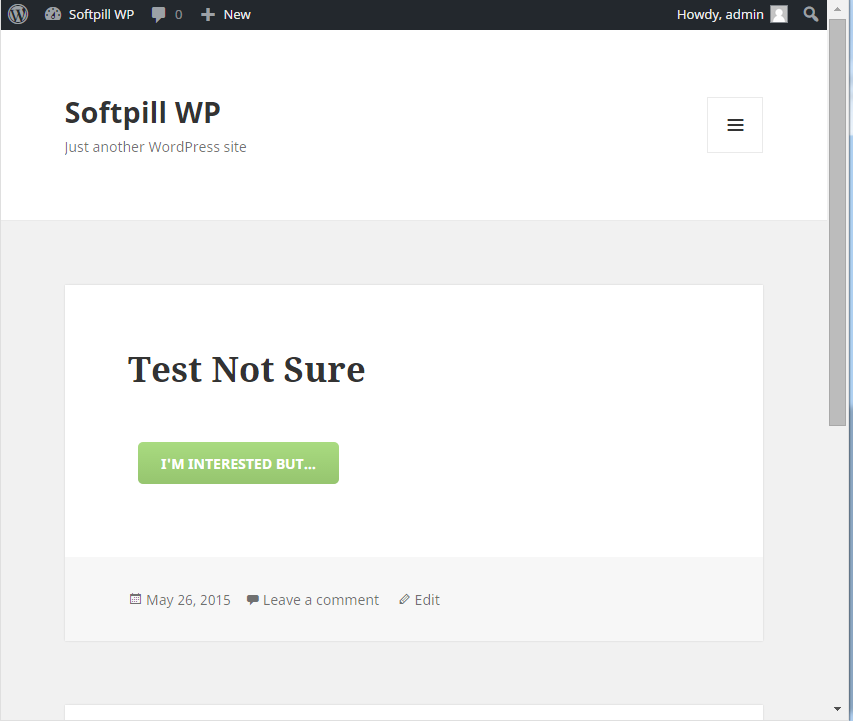 Softpill WP 0 New Howdy, admin
Softpill WP
Just another WordPress site
Test Not Sure
I'M INTERESTED BUT...
May 26, 2015 Leave a comment Edit